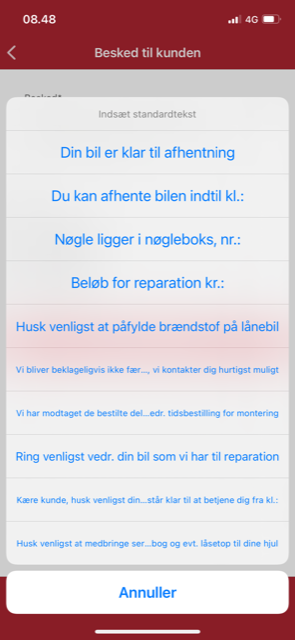 08.48
4G
Besked til kunden
Indsæt standardtekst
Din bil er klar til afhentning
Du kan afhente bilen indtil kl.:
Nøgle ligger i nøgleboks, nr.:
Beløb for reparation kr.:
Husk venligst at påfylde brændstof på lånebil
Vi bliver beklageligvis ikke fær..., vi kontakter dig hurtigst muligt
Vi har modtaget de bestilte del...edr. tidsbestilling for montering
Ring venligst vedr. din bil som vi har til reparation
Kære kunde, husk venligst din...står klar til at betjene dig fra kl.:
Husk venligst at medbringe ser...bog og evt. låsetop til dine hjul
Annuller